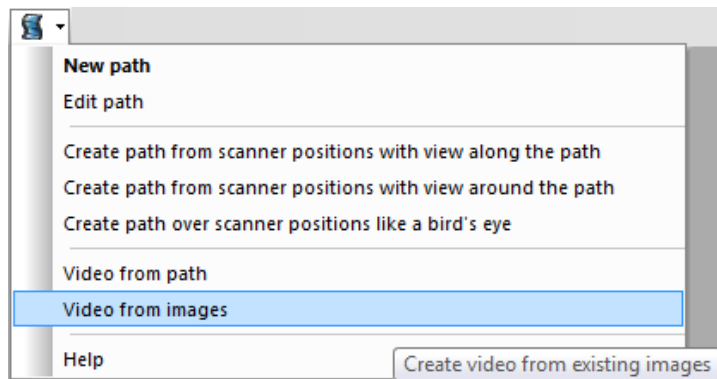 New path
Edit path
Create path from scanner positions with view along the path
Create path from scanner positions with view around the path
Create path over scanner positions like a bird's eye
Video from path
Video from images
Help
Create video from existing images